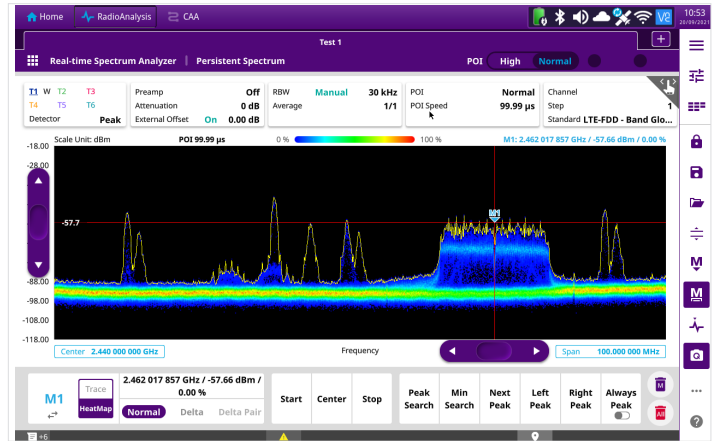 Home RadioAnalysis CAA V2 10:53
20/09/2021
Test 1 +
Real-time Spectrum Analyzer Persistent Spectrum POI High Normal
T1 W T2 T3
T4 T5 T6
Detector Peak
Preamp Off
Attenuation 0 dB
External Offset On 0.00 dB
RBW Manual 30 kHz
Average 1/1
POI Normal
POI Speed 99.99 µs
Channel
Step 1
Standard LTE-FDD - Band Glo...
Scale Unit: dBm POI 99.99 µs 0 % 100 % M1: 2.462 017 857 GHz / -57.66 dBm / 0.00 %
-18.00
-28.00
-57.7
M1
-88.00
-98.00
-108.00
-118.00
Center 2.440 000 000 GHz Frequency Span 100.000 000 MHz
M1
Trace
HeatMap
2.462 017 857 GHz / -57.66 dBm /
0.00 %
Normal Delta Delta Pair
Start Center Stop
Peak
Search
Min
Search
Next
Peak
Left
Peak
Right
Peak
Always
Peak
M
All
M
M
+6